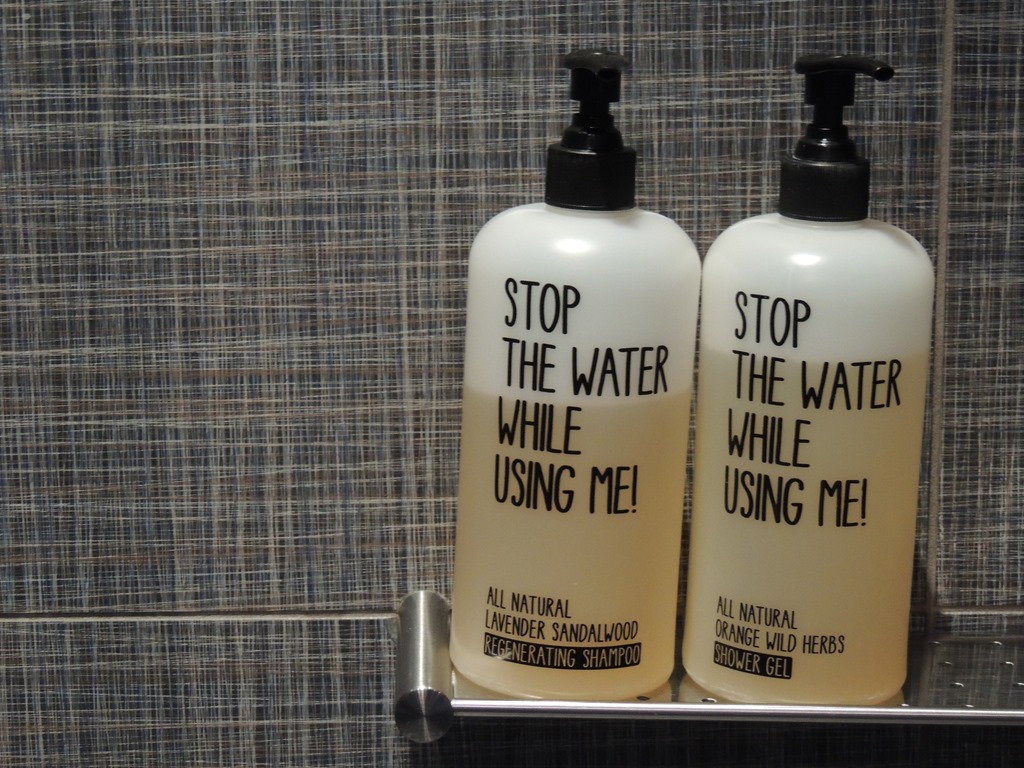 STOP
THE WATER
WHILE
USING ME!
ALL NATURAL
LAVENDER SANDALWOOD
REGENERATING SHAMPOO
STOP
THE WATER
WHILE
USING ME!
ALL NATURAL
ORANGE WILD HERBS
SHOWER GEL